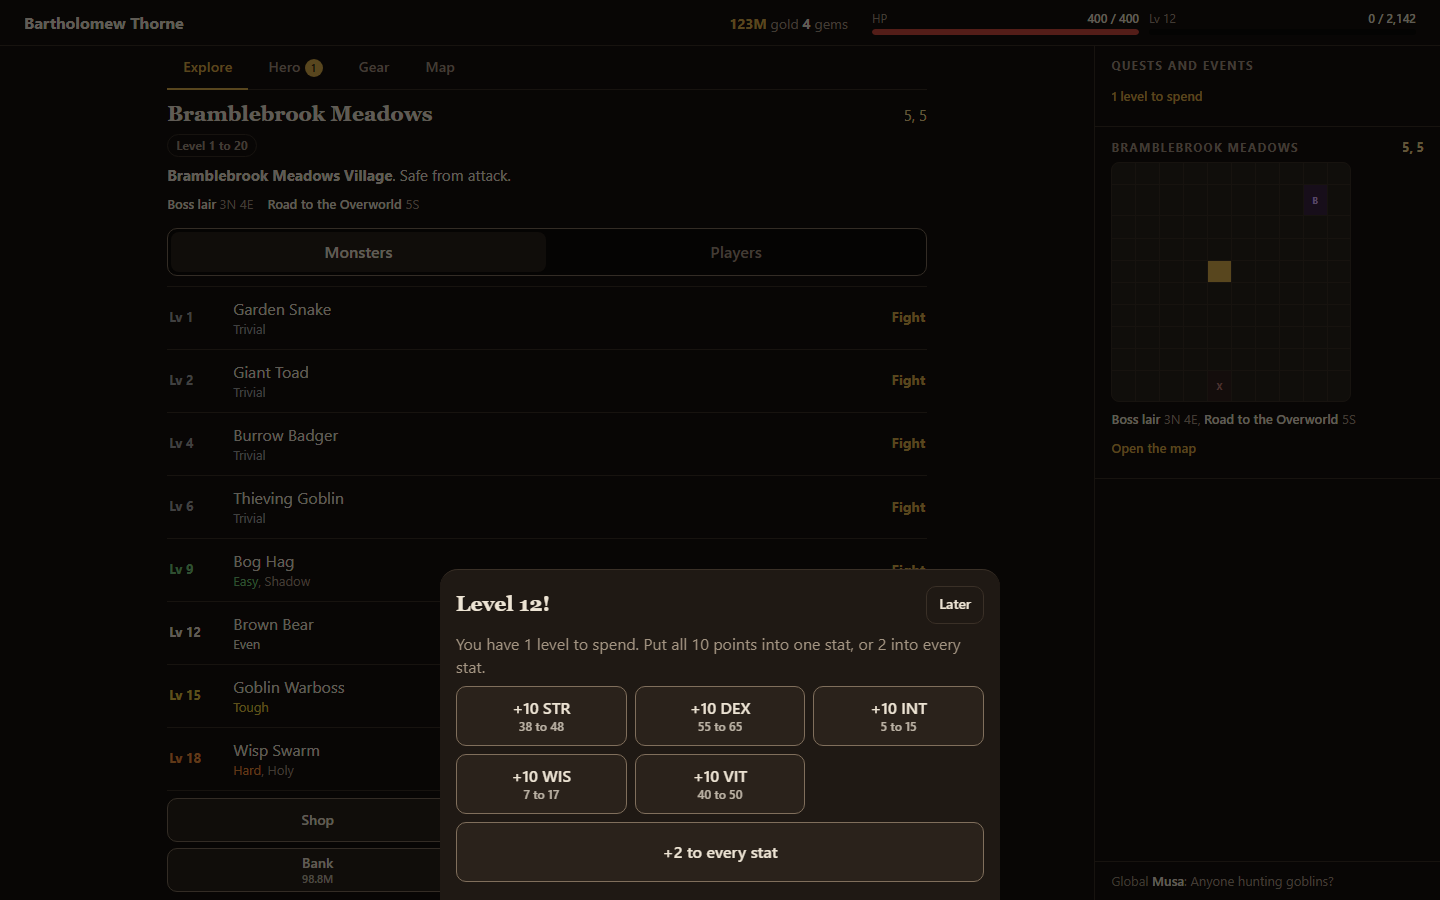 Bartholomew Thorne
123M gold 4 gems
HP 400 / 400
Lv 12 0 / 2,142
Explore Hero 1 Gear Map
Bramblebrook Meadows 5, 5
Level 1 to 20
Bramblebrook Meadows Village. Safe from attack.
Boss lair 3N 4E Road to the Overworld 5S
Monsters Players
Lv 1 Garden Snake Fight
Trivial
Lv 2 Giant Toad Fight
Trivial
Lv 4 Burrow Badger Fight
Trivial
Lv 6 Thieving Goblin Fight
Trivial
Lv 9 Bog Hag Fight
Easy, Shadow
Lv 12 Brown Bear
Even
Lv 15 Goblin Warboss
Tough
Lv 18 Wisp Swarm
Hard, Holy
Shop
Bank
98.8M
Level 12! Later
You have 1 level to spend. Put all 10 points into one stat, or 2 into every
stat.
+10 STR
38 to 48
+10 DEX
55 to 65
+10 INT
5 to 15
+10 WIS
7 to 17
+10 VIT
40 to 50
+2 to every stat
QUESTS AND EVENTS
1 level to spend
BRAMBLEBROOK MEADOWS 5, 5
B
X
Boss lair 3N 4E, Road to the Overworld 5S
Open the map
Global Musa: Anyone hunting goblins?